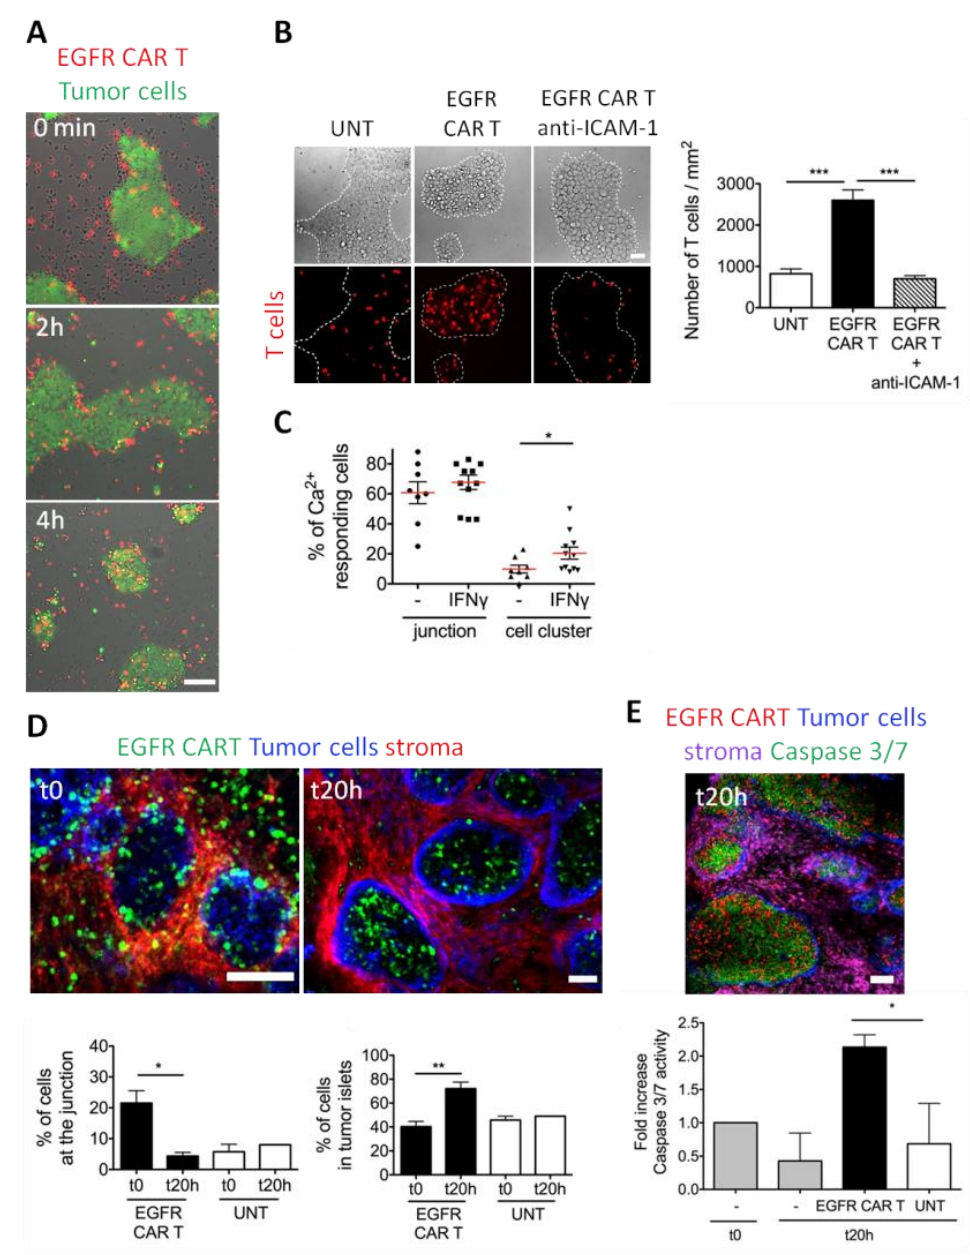 A
EGFR CAR T
Tumor cells
0 min
2h
4h
B
UNT
EGFR
CAR T
EGFR CAR T
anti-ICAM-1
T cells
Number of T cells / mm²
3000
2000
1000
0
***
***
UNT
EGFR
CAR T
EGFR
CAR T
+
anti-ICAM-1
C
% of Ca²⁺
responding cells
80
60
40
20
0
*
-
IFNγ
-
IFNγ
junction
cell cluster
D
EGFR CART Tumor cells stroma
t0
t20h
% of cells
at the junction
40
30
20
10
0
*
t0
t20h
t0
t20h
EGFR
CAR T
UNT
% of cells
in tumor islets
100
80
60
40
20
0
**
t0
t20h
t0
t20h
EGFR
CAR T
UNT
E
EGFR CART Tumor cells
stroma Caspase 3/7
t20h
Fold increase
Caspase 3/7 activity
2.5
2.0
1.5
1.0
0.5
0.0
*
-
-
EGFR CAR T
UNT
t0
t20h